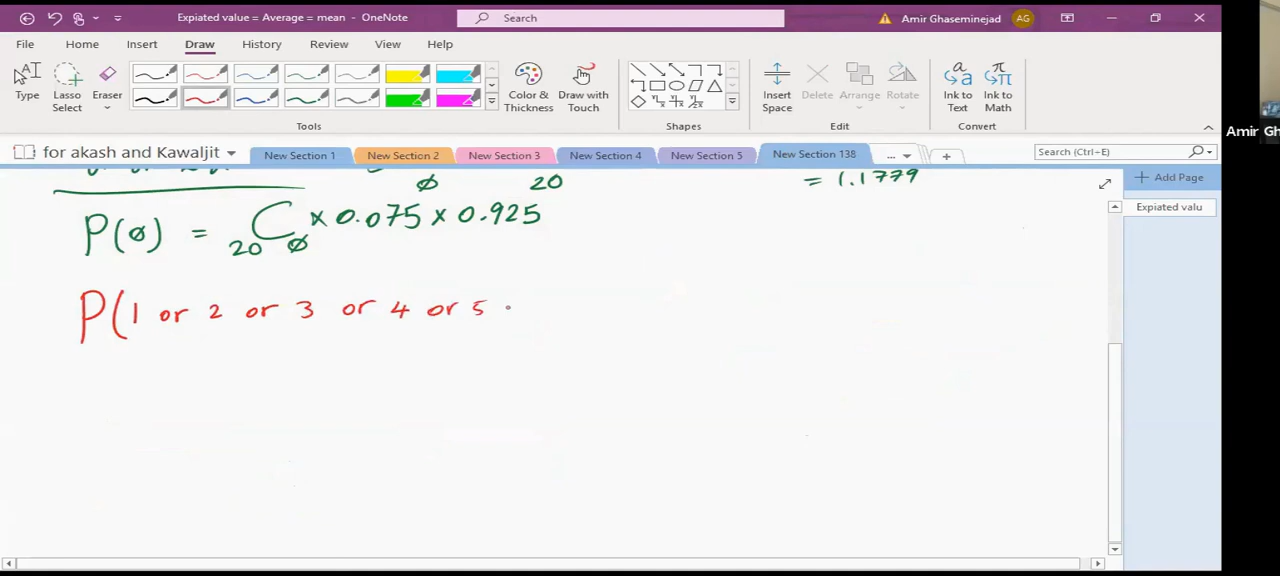 Expiated value = Average = mean - OneNote
Search
Amir Ghaseminejad
AG
File Home Insert Draw History Review View Help
Type
Lasso Select
Eraser
Color & Thickness
Draw with Touch
Insert Space
Delete
Arrange
Rotate
Ink to Text
Ink to Math
Tools
Shapes
Edit
Convert
Amir Gh
for akash and Kawaljit
New Section 1
New Section 2
New Section 3
New Section 4
New Section 5
New Section 138
...
Search (Ctrl+E)
+ Add Page
Expiated valu
0 20
= 1.1779
P(0) = 20 C 0 × 0.075 × 0.925
P(1 or 2 or 3 or 4 or 5